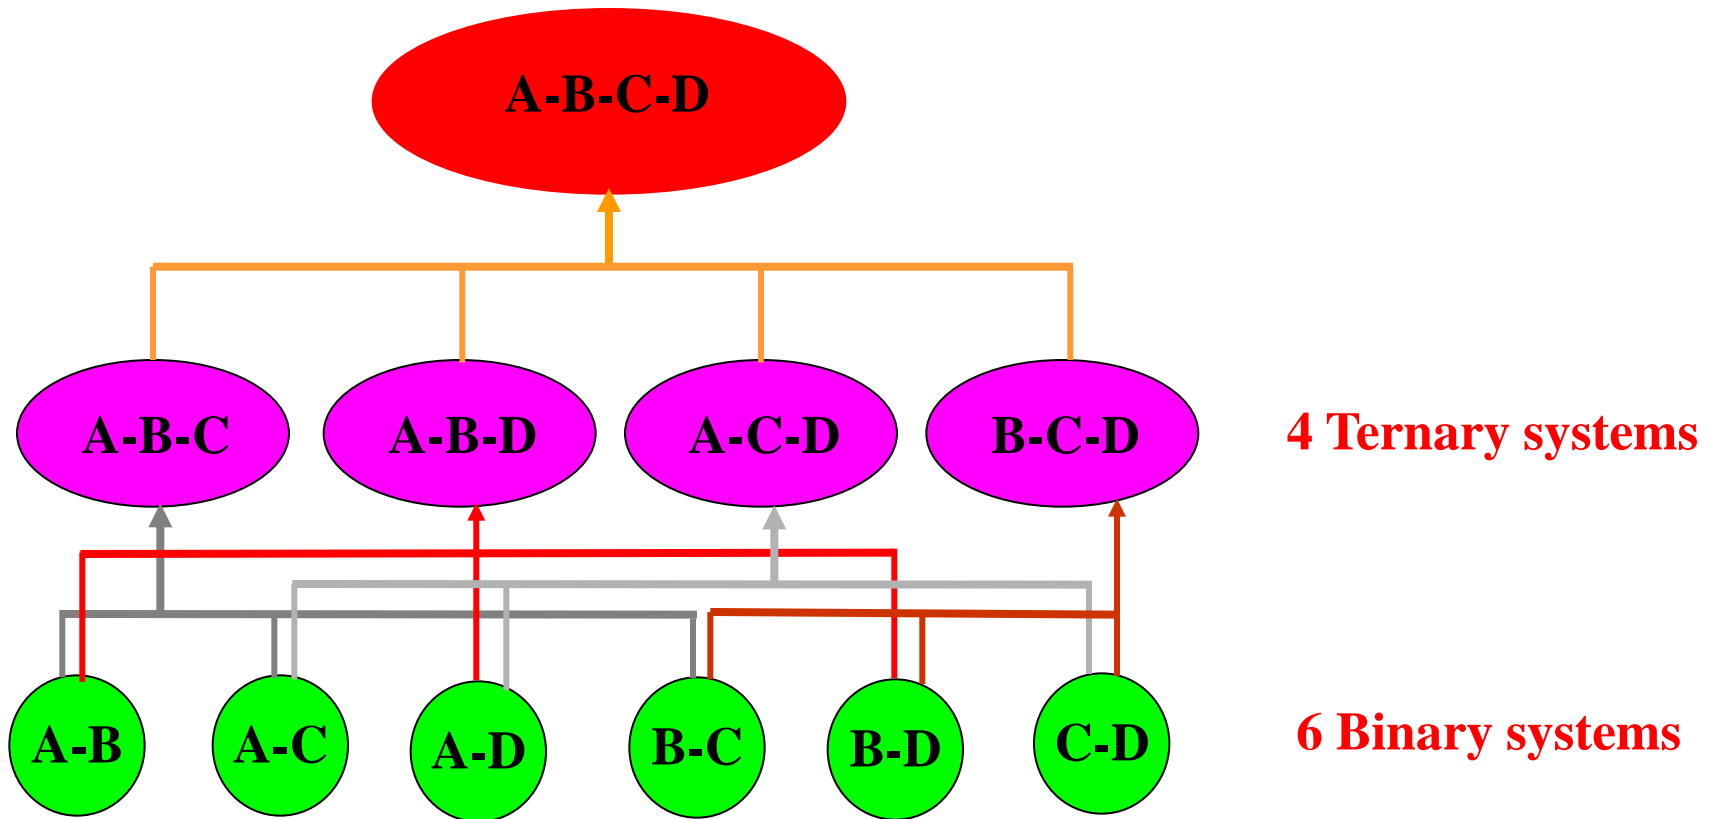 A-B-C-D
A-B-C
A-B-D
A-C-D
B-C-D
4 Ternary systems
A-B
A-C
A-D
B-C
B-D
C-D
6 Binary systems